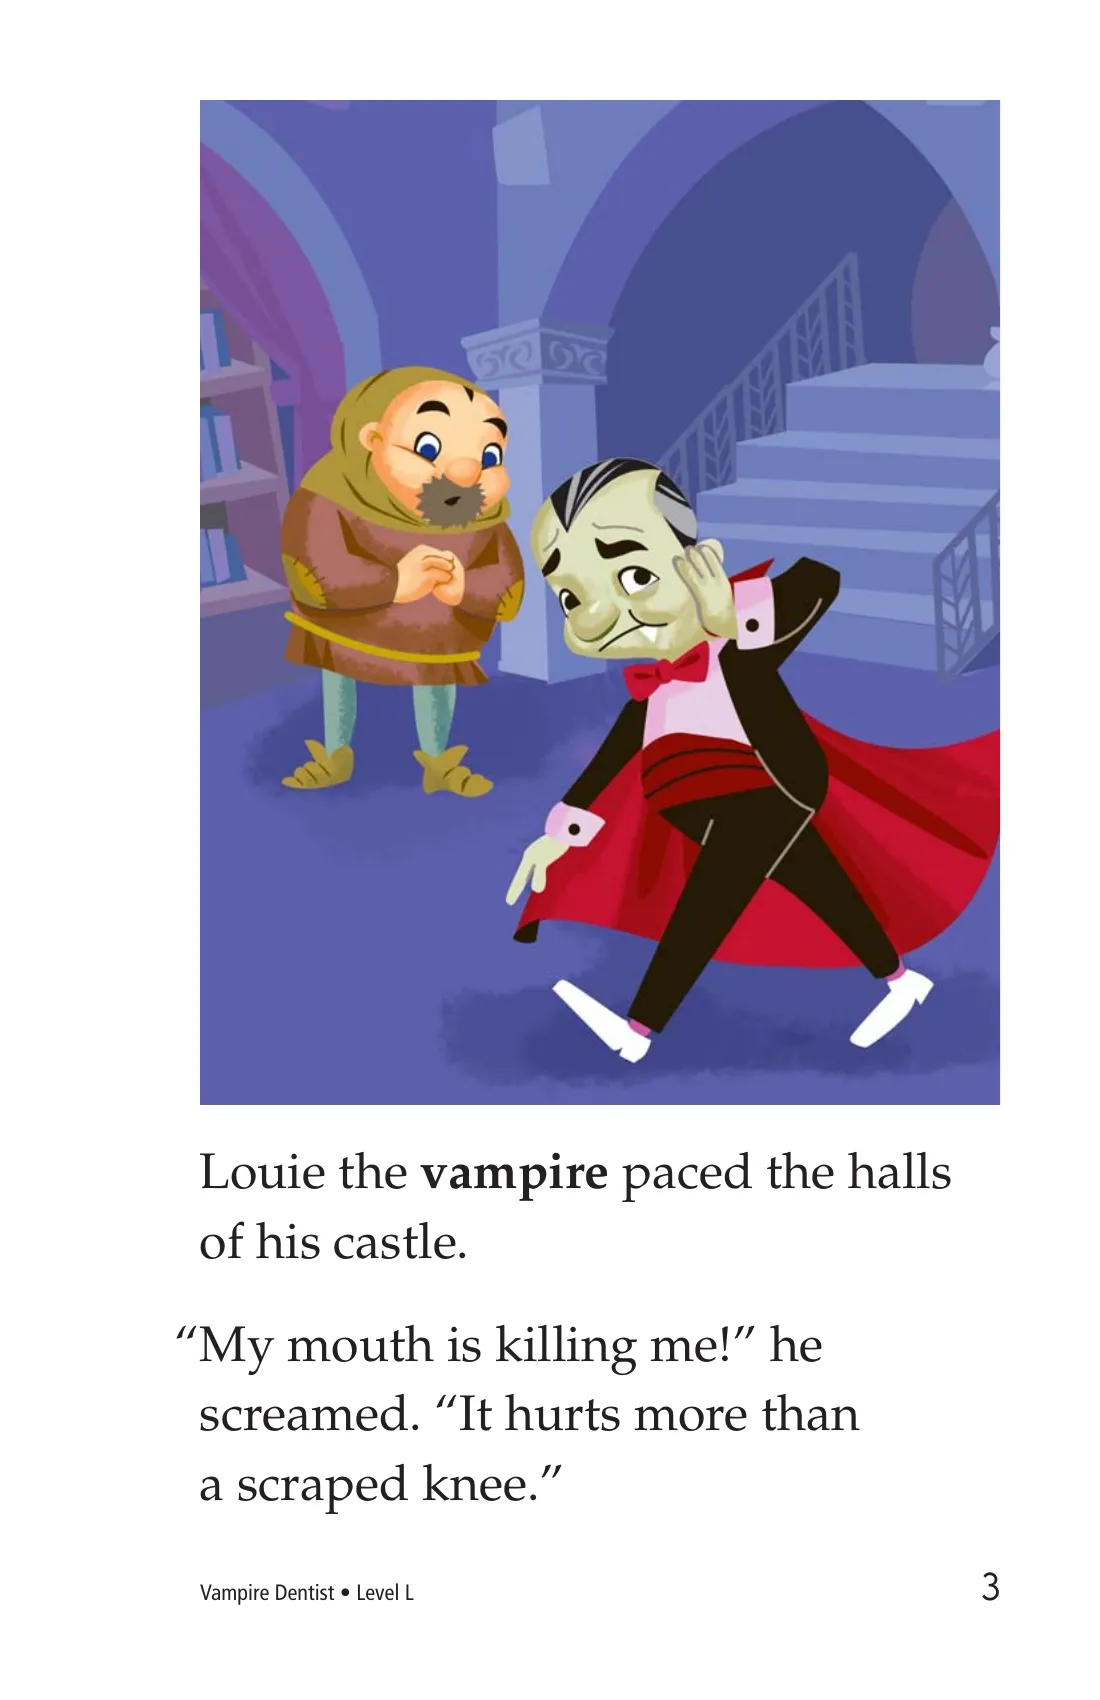 Louie the vampire paced the halls
of his castle.
“My mouth is killing me!” he
screamed. “It hurts more than
a scraped knee.”
Vampire Dentist • Level L
3